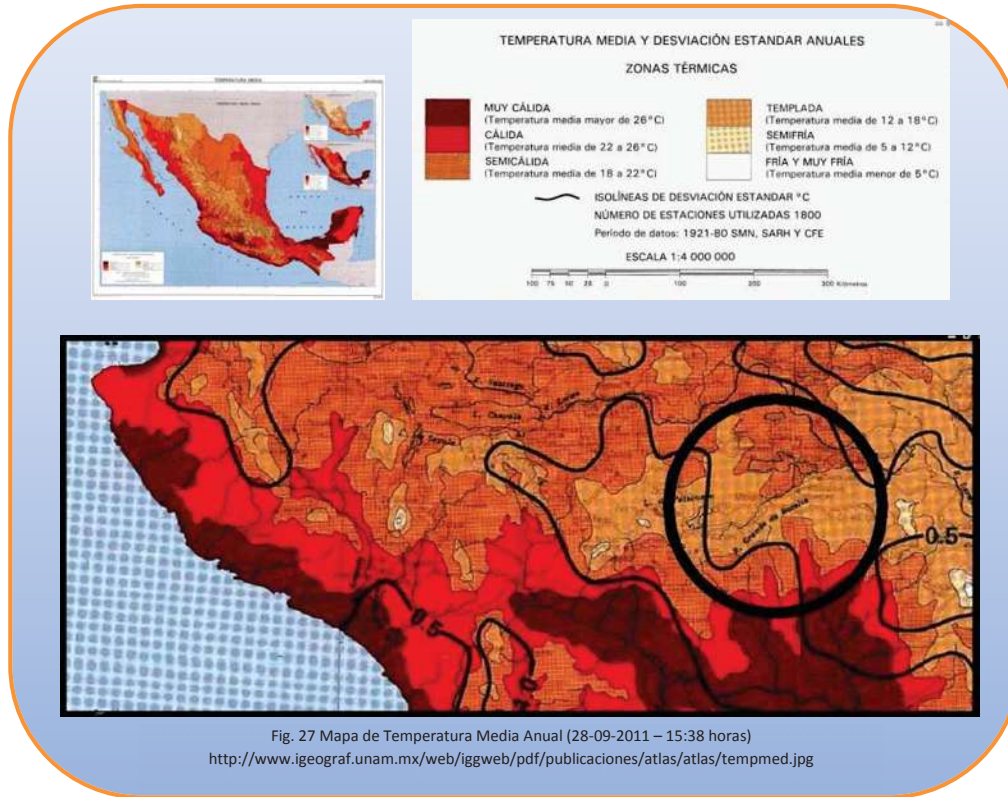 TEMPERATURA MEDIA
TEMPERATURA MEDIA Y DESVIACIÓN ESTANDAR ANUALES
ZONAS TÉRMICAS
MUY CÁLIDA
(Temperatura media mayor de 26°C)
CÁLIDA
(Temperatura media de 22 a 26°C)
SEMICÁLIDA
(Temperatura media de 18 a 22°C)
TEMPLADA
(Temperatura media de 12 a 18°C)
SEMIFRÍA
(Temperatura media de 5 a 12°C)
FRÍA Y MUY FRÍA
(Temperatura media menor de 5°C)
ISOLÍNEAS DE DESVIACIÓN ESTANDAR °C
NÚMERO DE ESTACIONES UTILIZADAS 1800
Período de datos: 1921-80 SMN, SARH Y CFE
ESCALA 1:4 000 000
100 75 50 25 0 100 200 300 Kilómetros
L. Chapala
0.5
Fig. 27 Mapa de Temperatura Media Anual (28-09-2011 – 15:38 horas)
http://www.igeograf.unam.mx/web/iggweb/pdf/publicaciones/atlas/atlas/tempmed.jpg